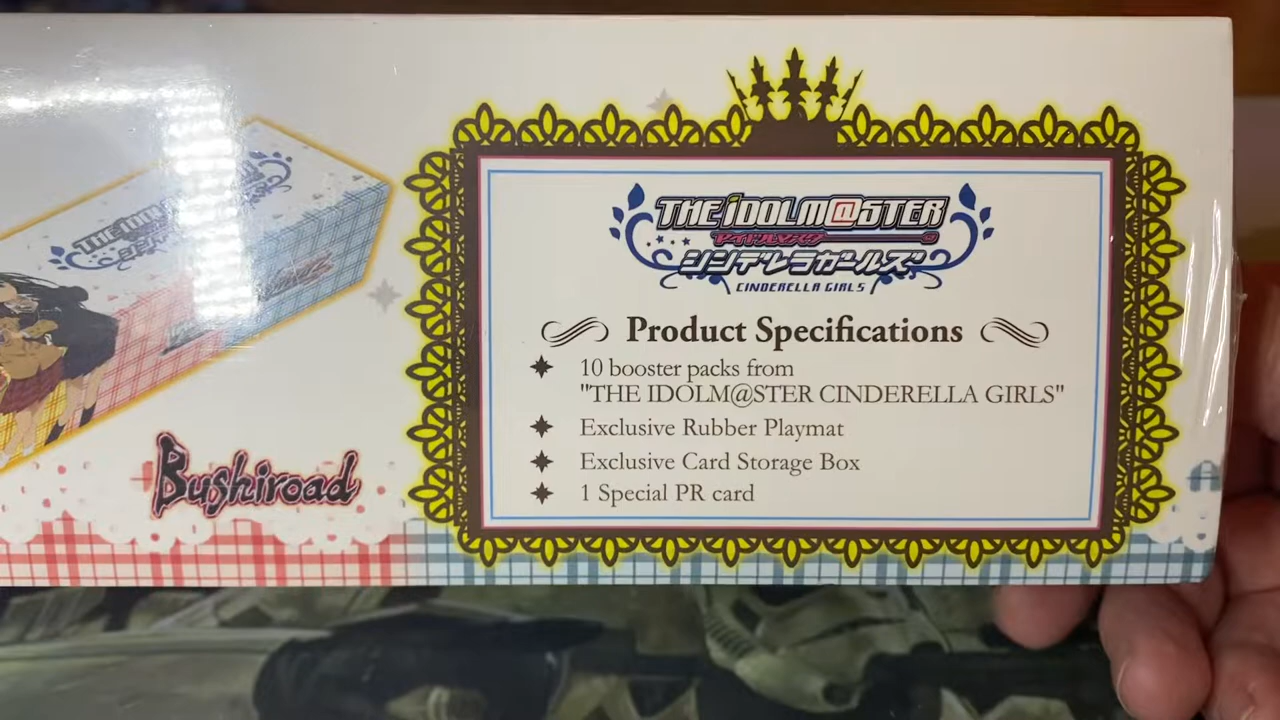 THE iDOLM@STER
アイドルマスター
シンデレラガールズ
CINDERELLA GIRLS
Product Specifications
10 booster packs from
"THE IDOLM@STER CINDERELLA GIRLS"
Exclusive Rubber Playmat
Exclusive Card Storage Box
1 Special PR card
THE iDOLM
Bushiroad